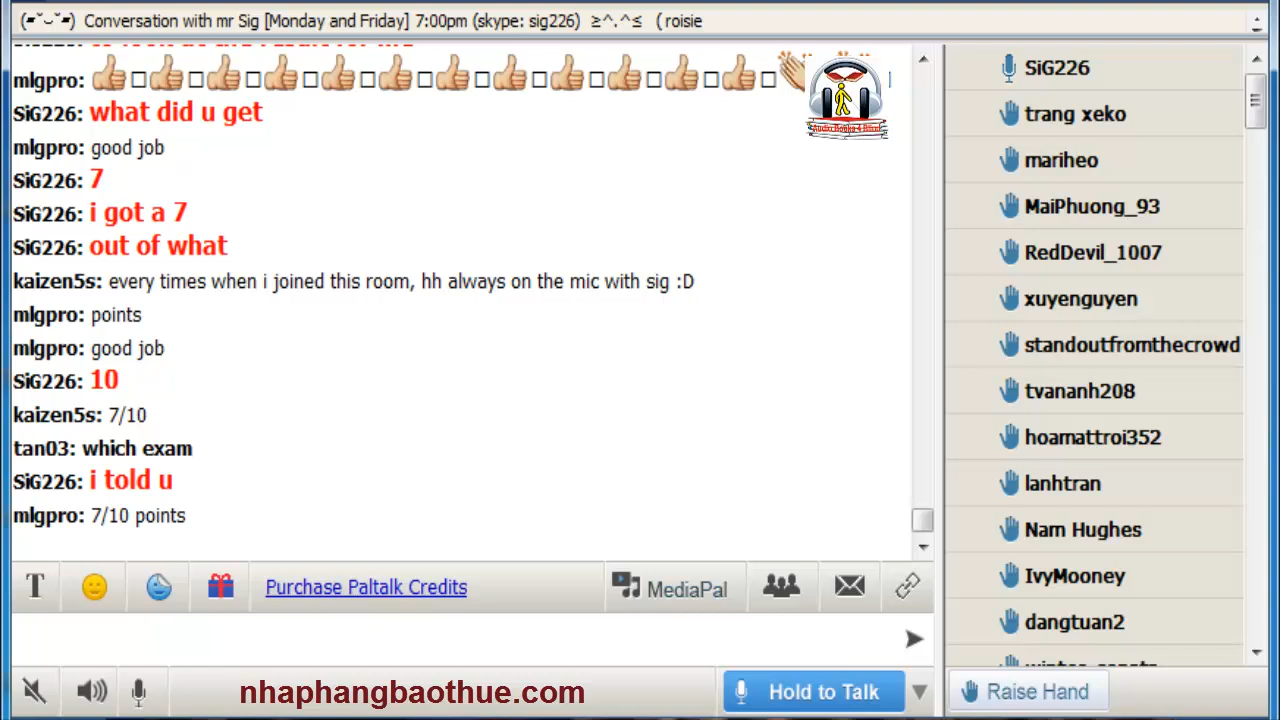 (▰˘◡˘▰) Conversation with mr Sig [Monday and Friday] 7:00pm (skype: sig226) ≥^.^≤ ( roisie
mlgpro: 👍□👍□👍□👍□👍□👍□👍□👍□👍□👍□👍□👍□👏
Audio Books 4 Blind
SiG226: what did u get
mlgpro: good job
SiG226: 7
SiG226: i got a 7
SiG226: out of what
kaizen5s: every times when i joined this room, hh always on the mic with sig :D
mlgpro: points
mlgpro: good job
SiG226: 10
kaizen5s: 7/10
tan03: which exam
SiG226: i told u
mlgpro: 7/10 points
T
Purchase Paltalk Credits
MediaPal
nhaphangbaothue.com
Hold to Talk
SiG226
trang xeko
mariheo
MaiPhuong_93
RedDevil_1007
xuyenguyen
standoutfromthecrowd
tvananh208
hoamattroi352
lanhtran
Nam Hughes
IvyMooney
dangtuan2
Raise Hand